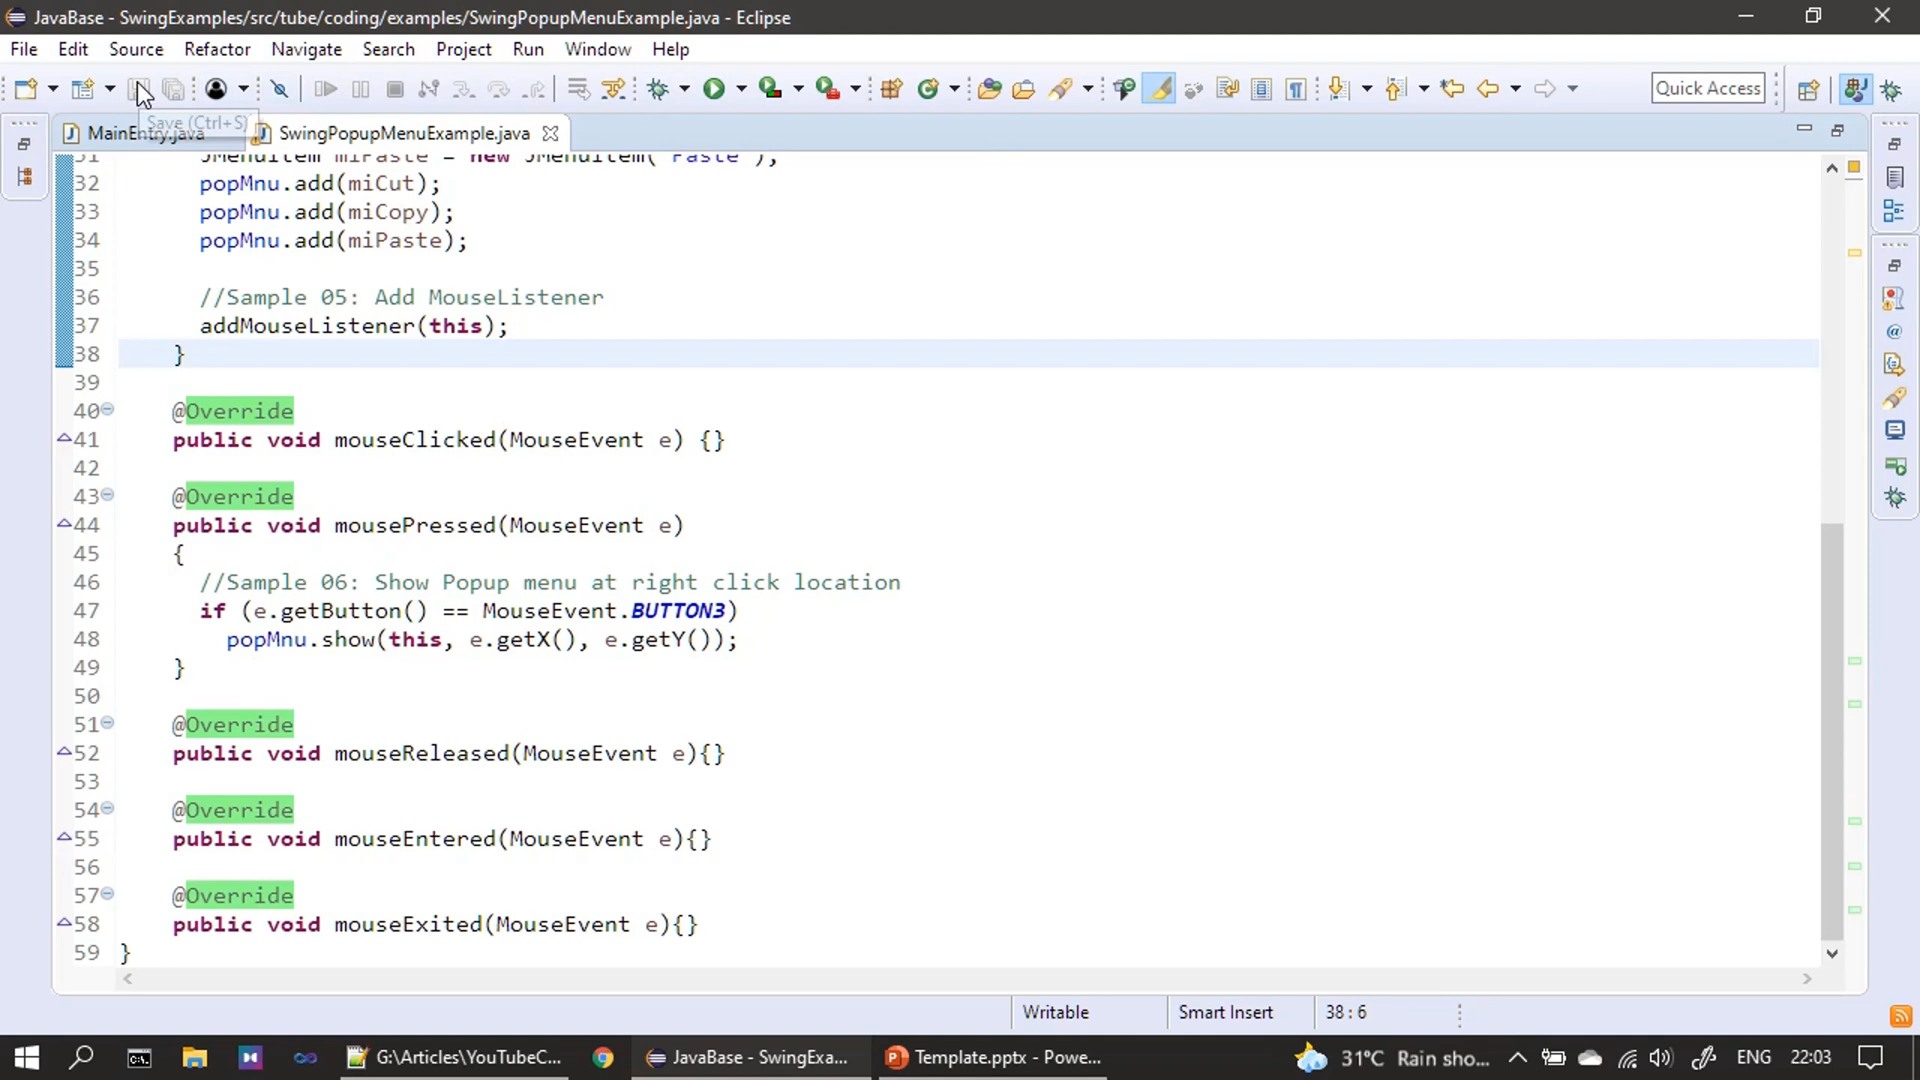 JavaBase - SwingExamples/src/tube/coding/examples/SwingPopupMenuExample.java - Eclipse
File Edit Source Refactor Navigate Search Project Run Window Help
Quick Access
Save (Ctrl+S)
MainEntry.java SwingPopupMenuExample.java
31 JMenuItem miPaste = new JMenuItem("Paste");
32 popMnu.add(miCut);
33 popMnu.add(miCopy);
34 popMnu.add(miPaste);
35
36 //Sample 05: Add MouseListener
37 addMouseListener(this);
38 }
39
40 @Override
41 public void mouseClicked(MouseEvent e) {}
42
43 @Override
44 public void mousePressed(MouseEvent e)
45 {
46 //Sample 06: Show Popup menu at right click location
47 if (e.getButton() == MouseEvent.BUTTON3)
48 popMnu.show(this, e.getX(), e.getY());
49 }
50
51 @Override
52 public void mouseReleased(MouseEvent e){}
53
54 @Override
55 public void mouseEntered(MouseEvent e){}
56
57 @Override
58 public void mouseExited(MouseEvent e){}
59 }
Writable Smart Insert 38 : 6
G:\Articles\YouTubeC... JavaBase - SwingExa... Template.pptx - Powe... 31°C Rain sho... ENG 22:03